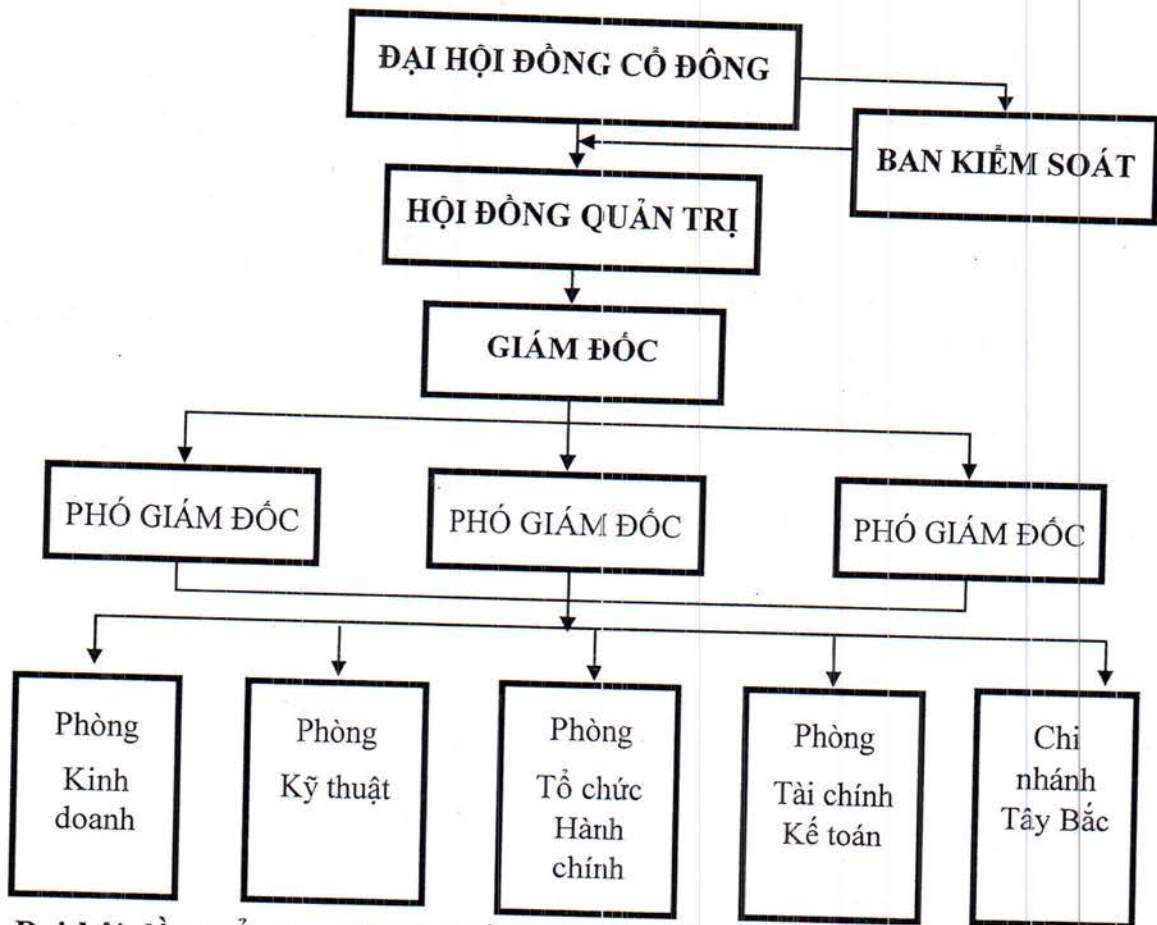 ĐẠI HỘI ĐỒNG CỔ ĐÔNG
BAN KIỂM SOÁT
HỘI ĐỒNG QUẢN TRỊ
GIÁM ĐỐC
PHÓ GIÁM ĐỐC
PHÓ GIÁM ĐỐC
PHÓ GIÁM ĐỐC
Phòng
Kinh
doanh
Phòng
Kỹ thuật
Phòng
Tổ chức
Hành
chính
Phòng
Tài chính
Kế toán
Chi
nhánh
Tây Bắc